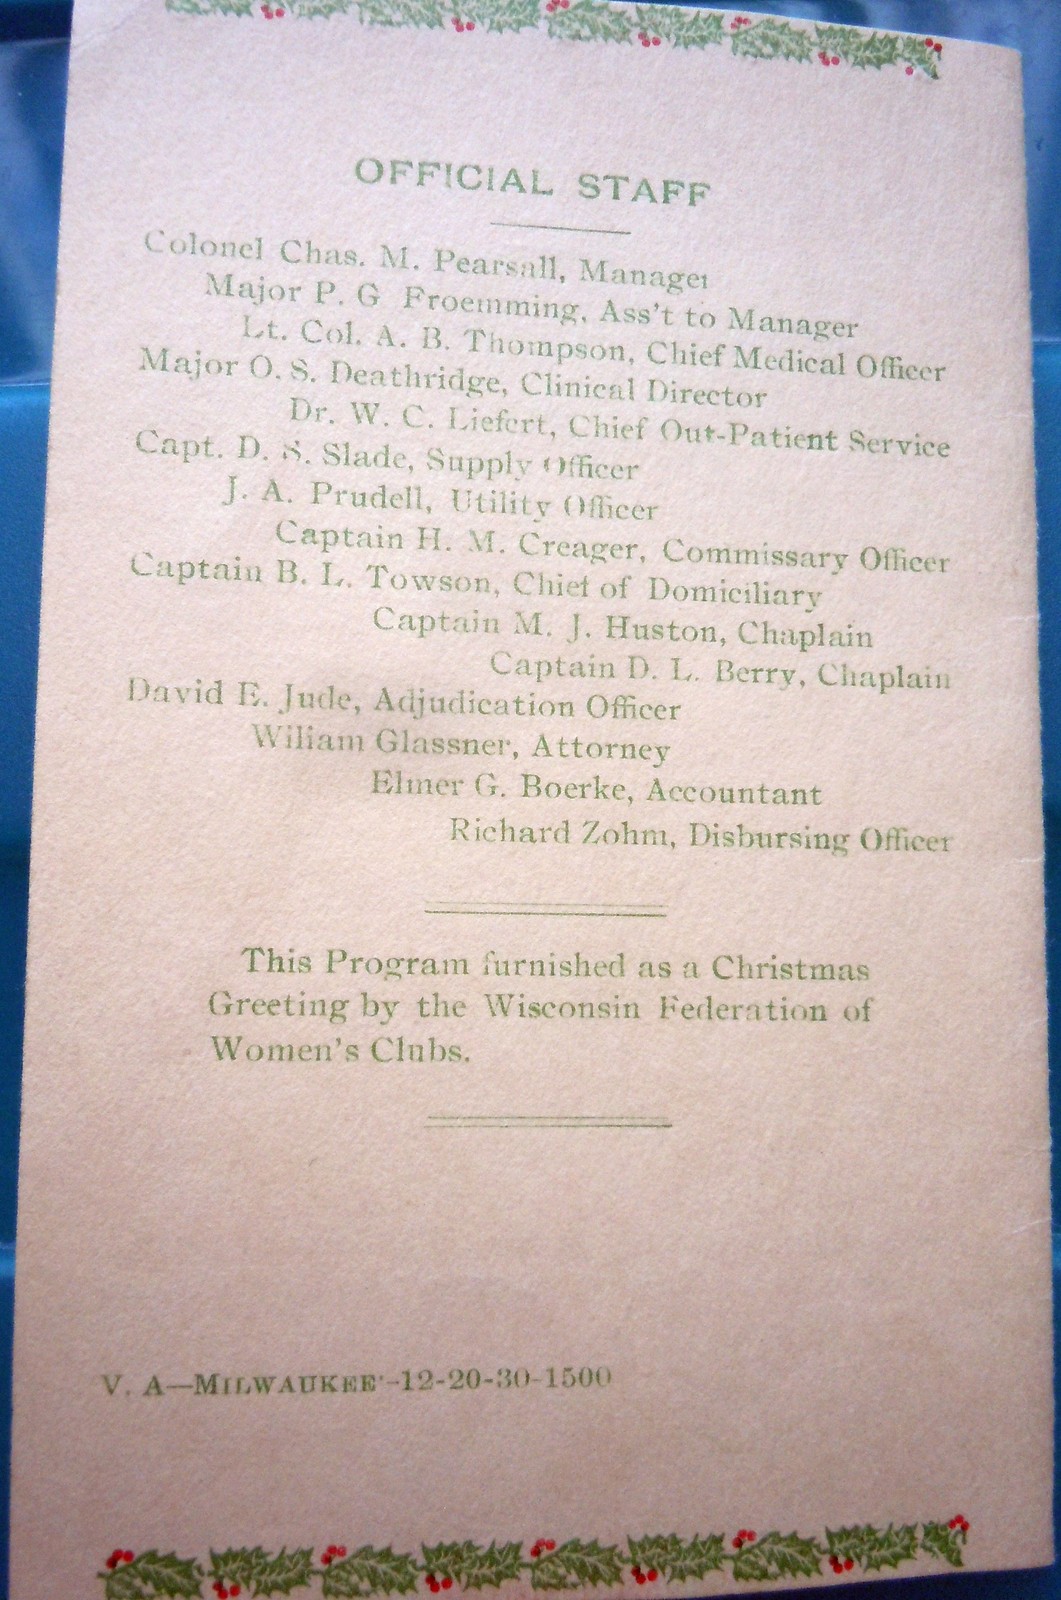 OFFICIAL STAFF
Colonel Chas. M. Pearsall, Manager
Major P. G Froemming, Ass't to Manager
Lt. Col. A. B. Thompson, Chief Medical Officer
Major O. S. Deathridge, Clinical Director
Dr. W. C. Liefert, Chief Out-Patient Service
Capt. D. S. Slade, Supply Officer
J. A. Prudell, Utility Officer
Captain H. M. Creager, Commissary Officer
Captain B. L. Towson, Chief of Domiciliary
Captain M. J. Huston, Chaplain
Captain D. L. Berry, Chaplain
David E. Jude, Adjudication Officer
William Glassner, Attorney
Elmer G. Boerke, Accountant
Richard Zohm, Disbursing Officer
This Program furnished as a Christmas
Greeting by the Wisconsin Federation of
Women's Clubs.
V. A—MILWAUKEE'-12-20-30-1500